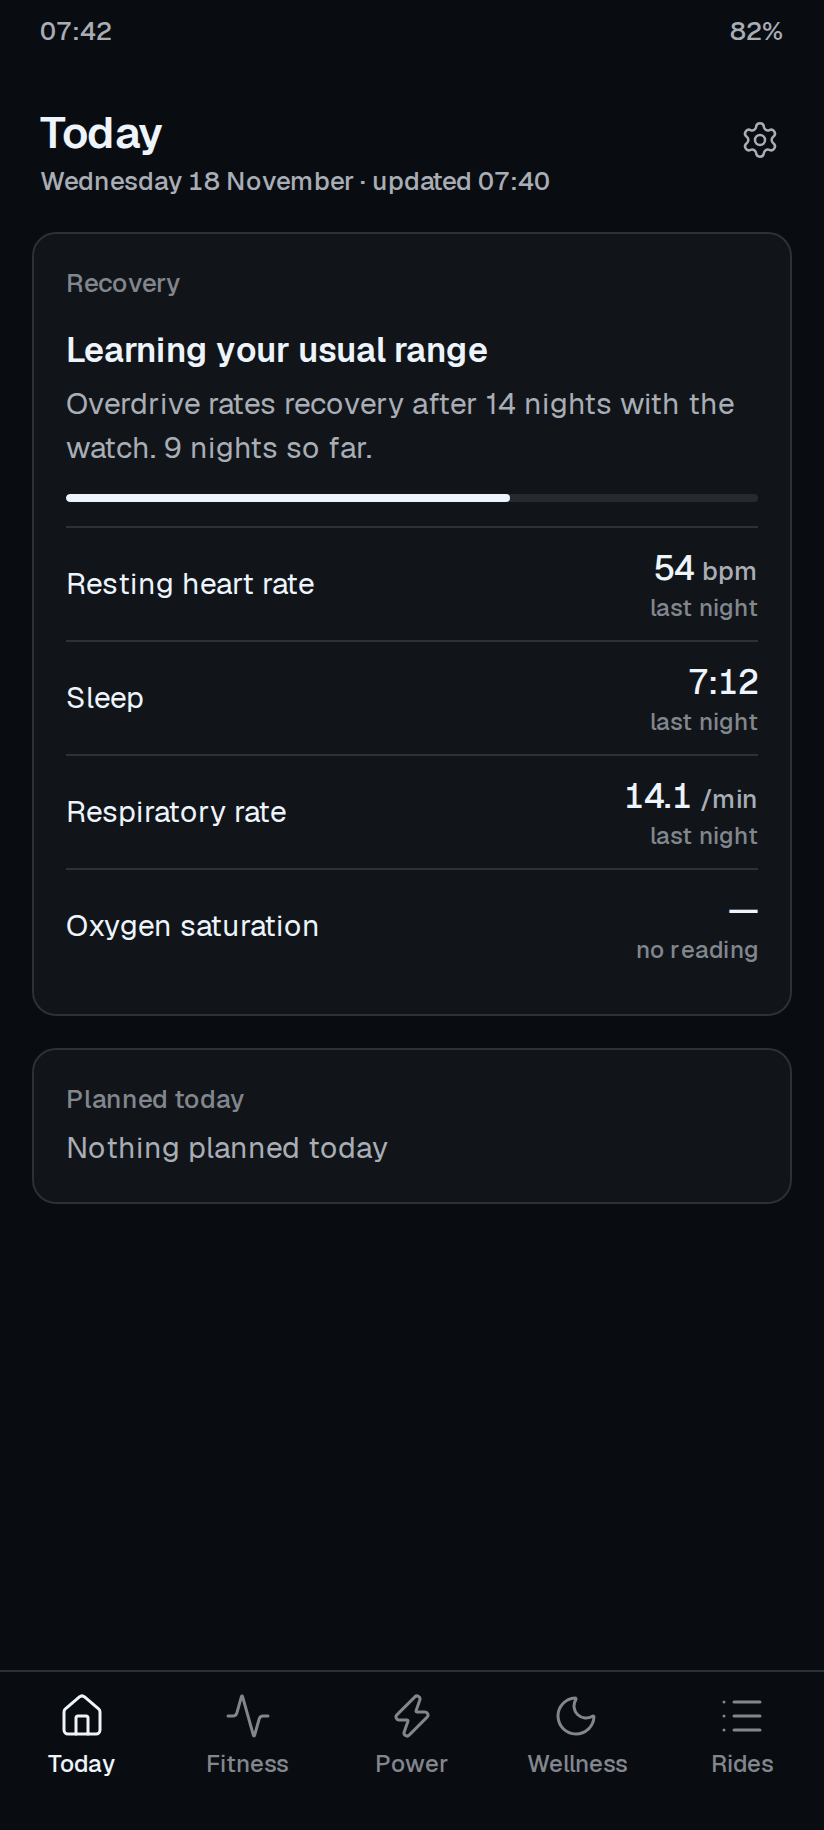 07:42 82%
Today
Wednesday 18 November · updated 07:40
Recovery
Learning your usual range
Overdrive rates recovery after 14 nights with the
watch. 9 nights so far.
Resting heart rate 54 bpm
last night
Sleep 7:12
last night
Respiratory rate 14.1 /min
last night
Oxygen saturation —
no reading
Planned today
Nothing planned today
Today Fitness Power Wellness Rides